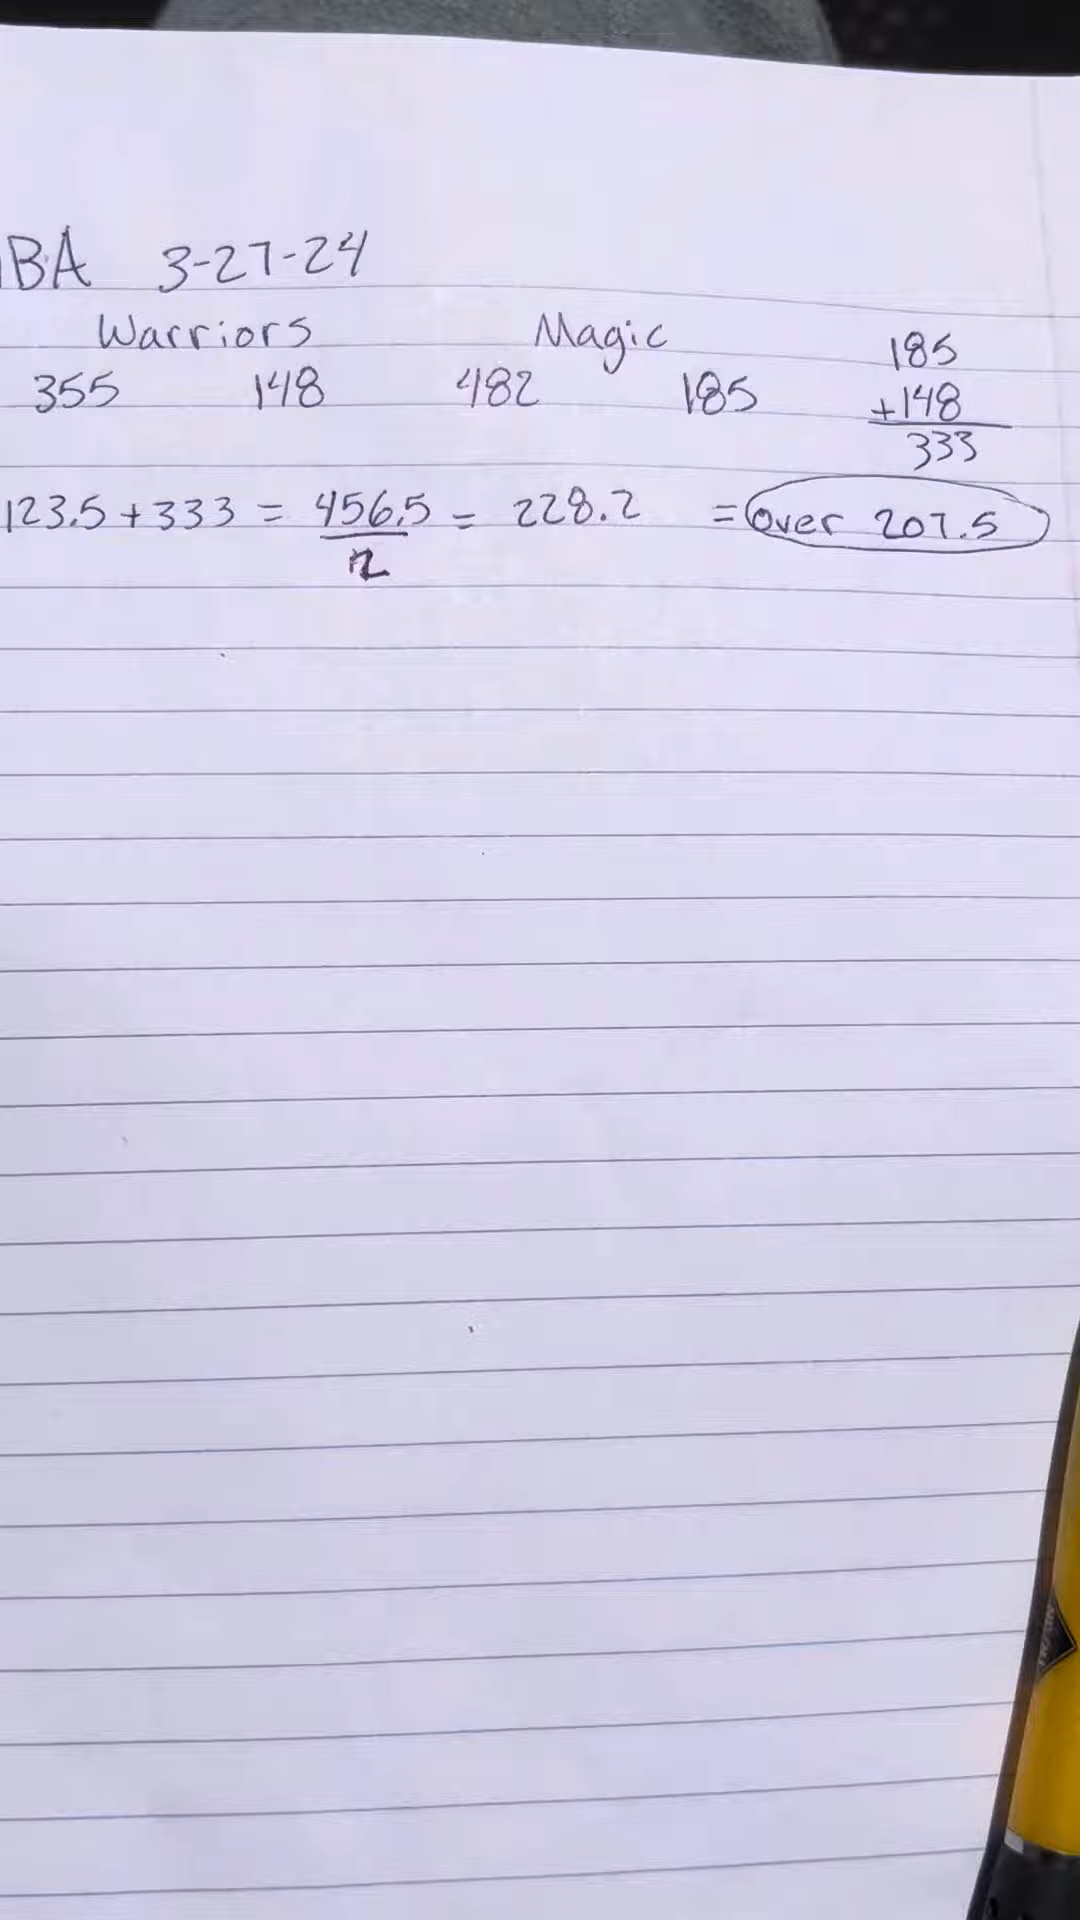 BA 3-27-24
Warriors Magic
355 148 482 185
185
+148
333
123.5 + 333 = 456.5 = 228.2 = over 207.5
2